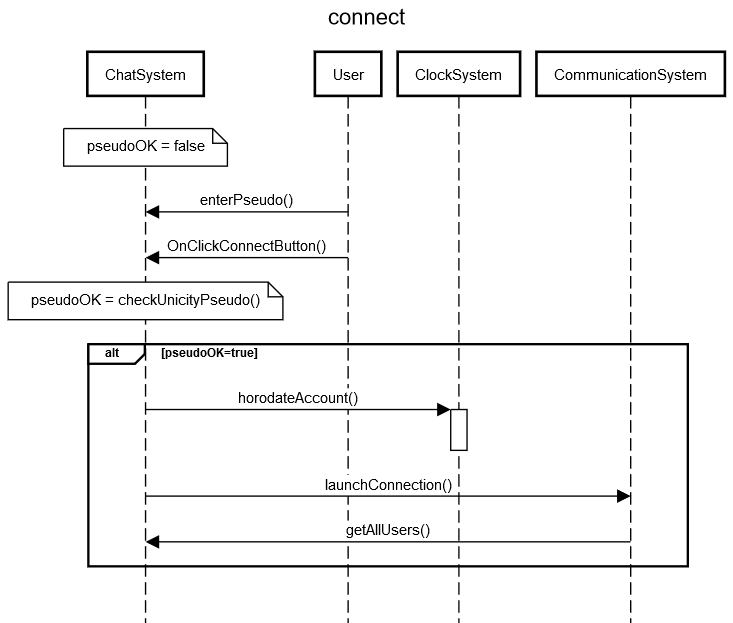 connect
ChatSystem
User
ClockSystem
CommunicationSystem
pseudoOK = false
enterPseudo()
OnClickConnectButton()
pseudoOK = checkUnicityPseudo()
alt
[pseudoOK=true]
horodateAccount()
launchConnection()
getAllUsers()